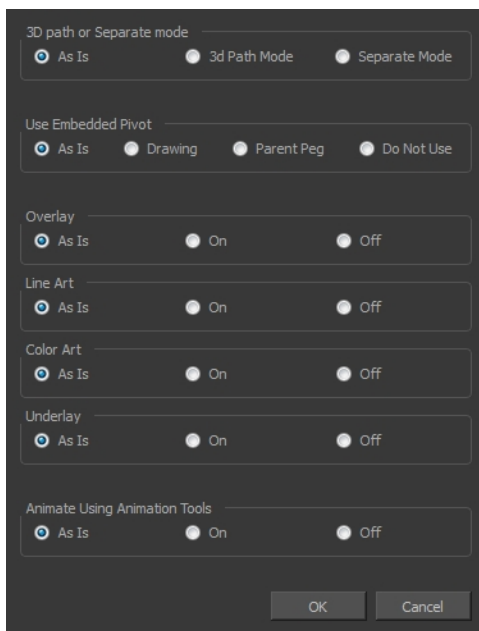 3D path or Separate mode
As Is 3d Path Mode Separate Mode
Use Embedded Pivot
As Is Drawing Parent Peg Do Not Use
Overlay
As Is On Off
Line Art
As Is On Off
Color Art
As Is On Off
Underlay
As Is On Off
Animate Using Animation Tools
As Is On Off
OK Cancel